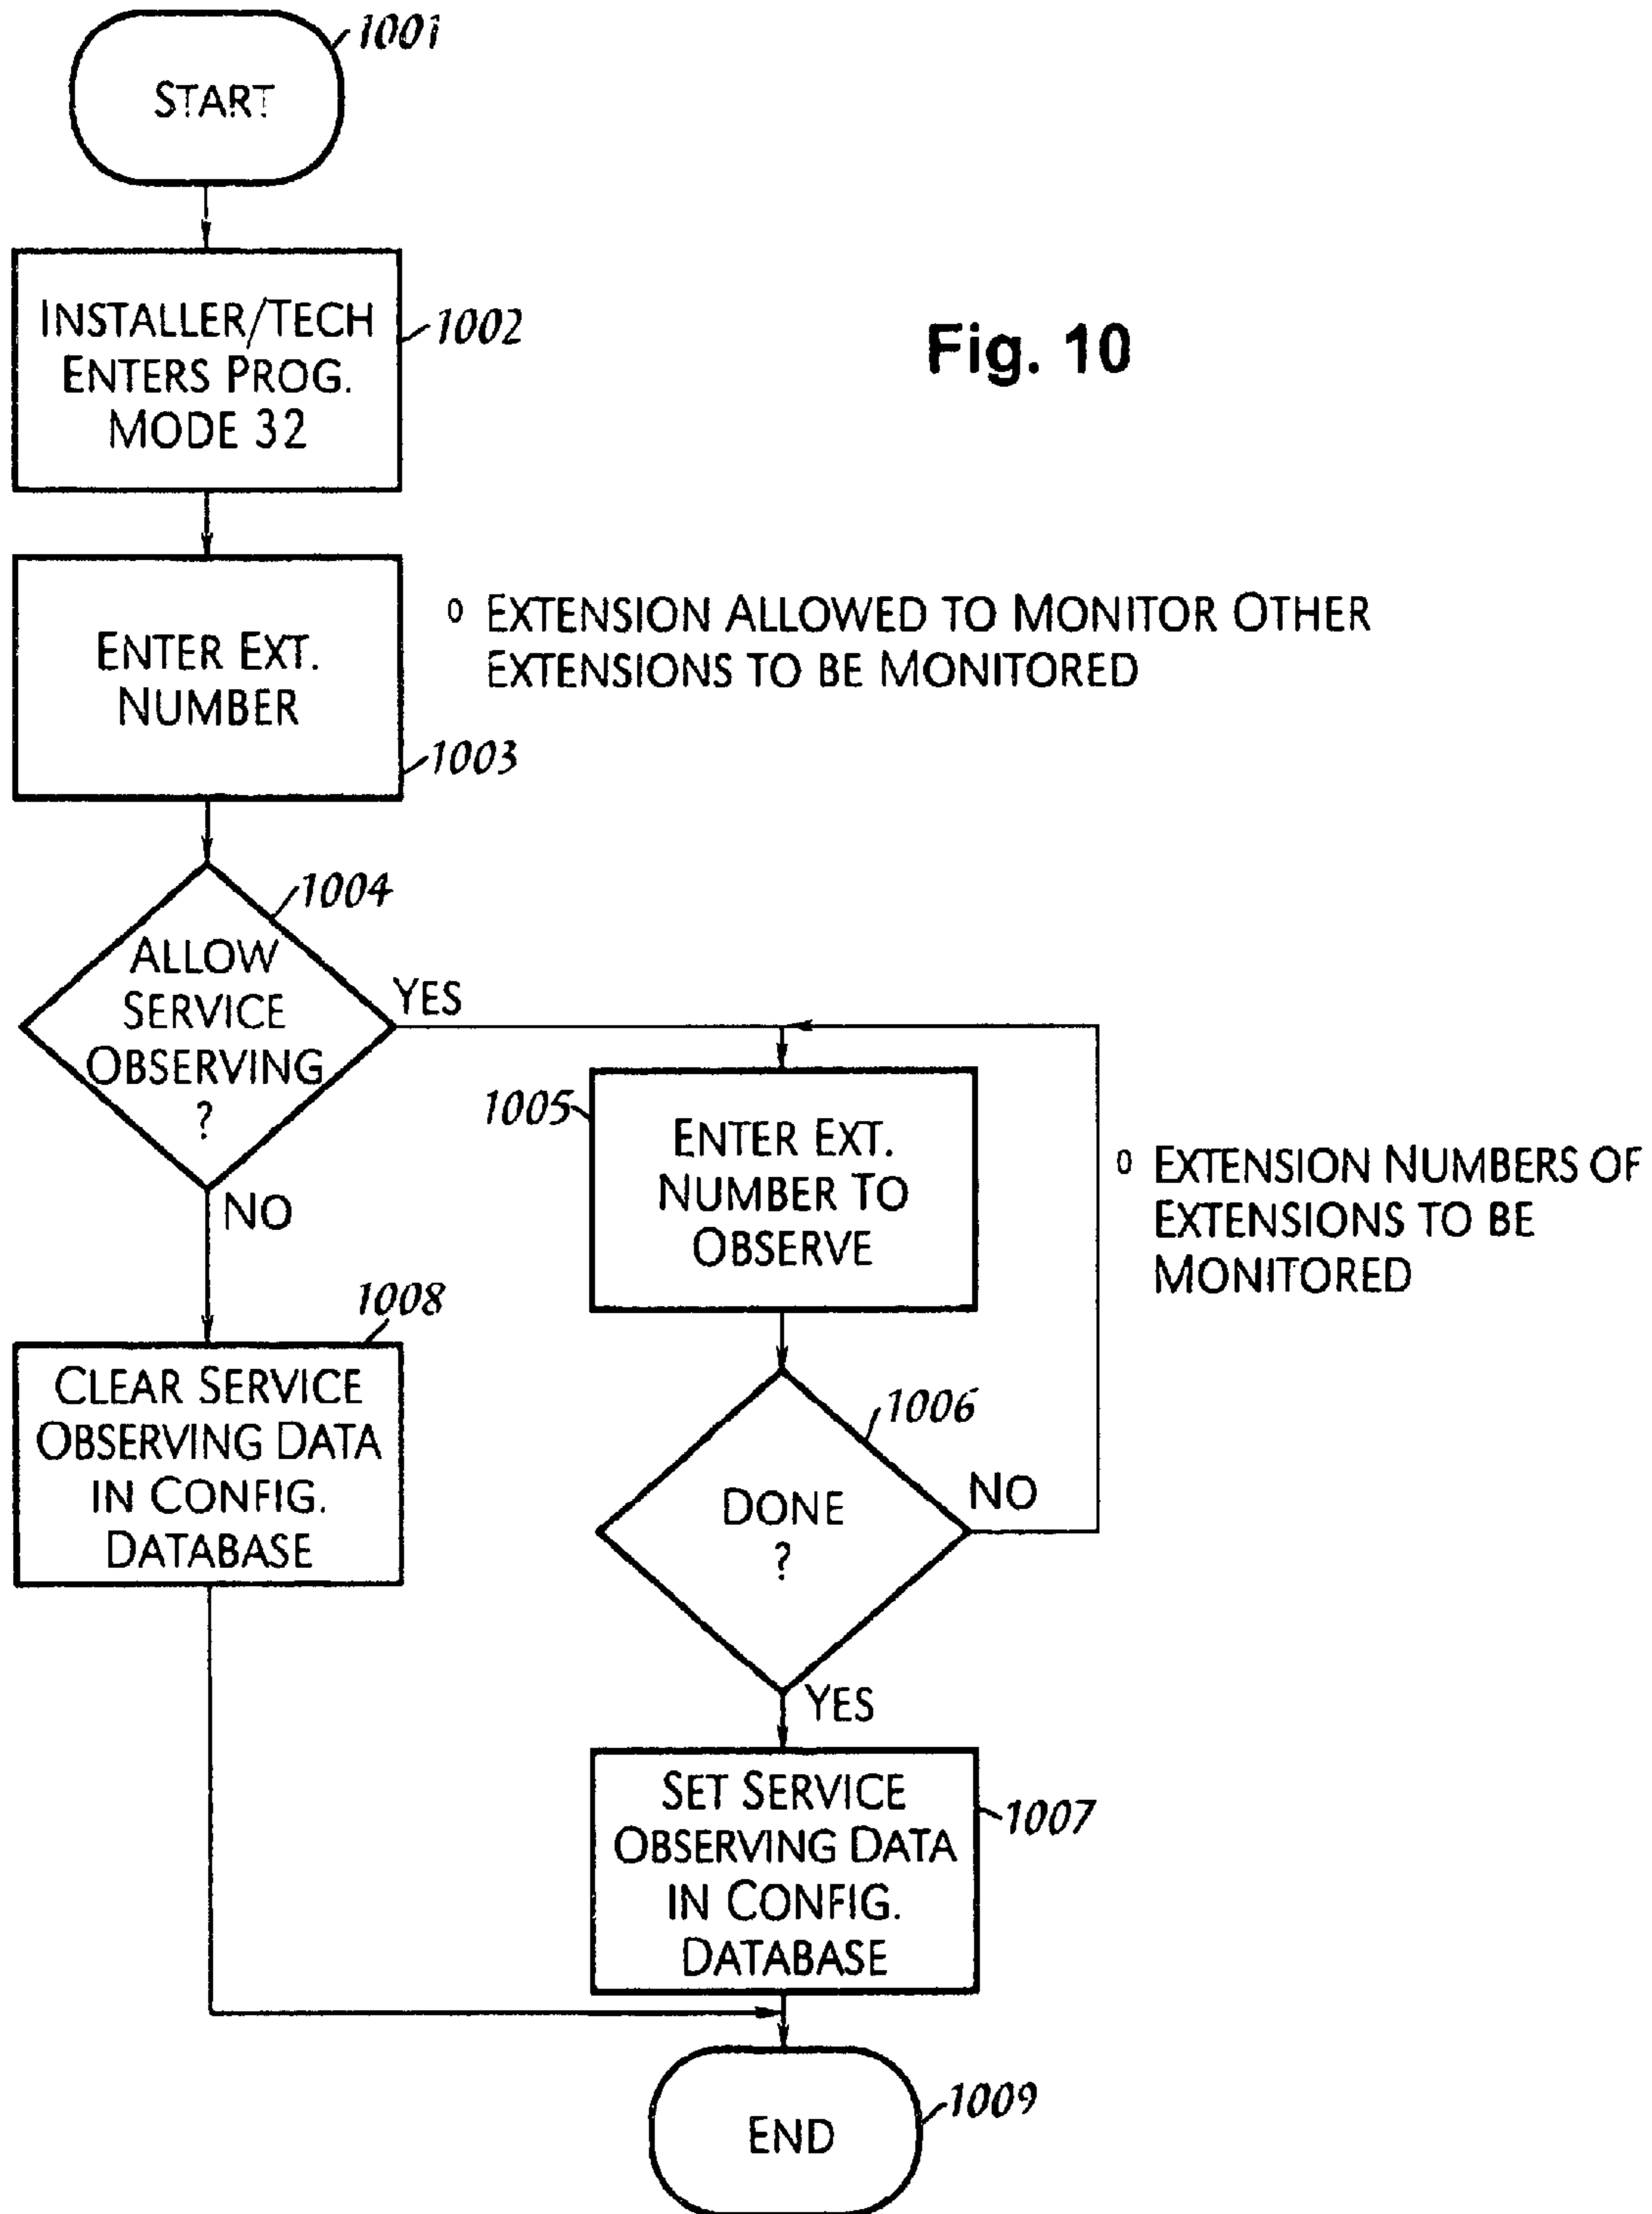 1001
START
INSTALLER/TECH
ENTERS PROG.
MODE 32
1002
Fig. 10
ENTER EXT.
NUMBER
1003
o EXTENSION ALLOWED TO MONITOR OTHER
EXTENSIONS TO BE MONITORED
1004
ALLOW
SERVICE
OBSERVING
?
YES
NO
1005
ENTER EXT.
NUMBER TO
OBSERVE
o EXTENSION NUMBERS OF
EXTENSIONS TO BE
MONITORED
1008
CLEAR SERVICE
OBSERVING DATA
IN CONFIG.
DATABASE
1006
DONE
?
NO
YES
SET SERVICE
OBSERVING DATA
IN CONFIG.
DATABASE
1007
END
1009